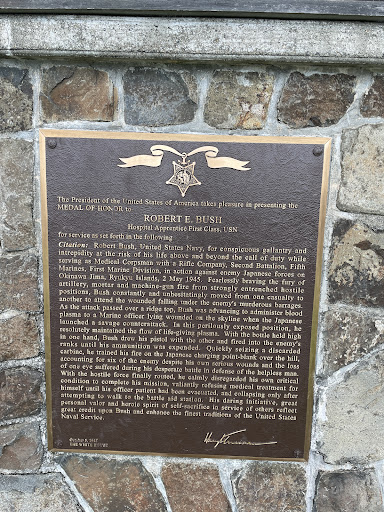 The President of the United States of America takes pleasure in presenting the
MEDAL OF HONOR to
ROBERT E. BUSH
Hospital Apprentice First Class, USN
for service as set forth in the following
Citation: Robert Bush, United States Navy, for conspicuous gallantry and
intrepidity at the risk of his life above and beyond the call of duty while
serving as Medical Corpsman with a Rifle Company, Second Battalion, Fifth
Marines, First Marine Division, in action against enemy Japanese forces on
Okinawa Jima, Ryukyu Islands, 2 May 1945. Fearlessly braving the fury of
artillery, mortar and machine-gun fire from strongly entrenched hostile
positions, Bush constantly and unhesitatingly moved from one casualty to
another to attend the wounded falling under the enemy's murderous barrages.
As the attack passed over a ridge top, Bush was advancing to administer blood
plasma to a Marine officer lying wounded on the skyline when the Japanese
launched a savage counterattack. In this perilously exposed position, he
resolutely maintained the flow of life-giving plasma. With the bottle held high
in one hand, Bush drew his pistol with the other and fired into the enemy's
ranks until his ammunition was expended. Quickly seizing a discarded
carbine, he trained his fire on the Japanese charging point-blank over the hill,
accounting for six of the enemy despite his own serious wounds and the loss
of one eye suffered during his desperate battle in defense of the helpless man.
With the hostile force finally routed, he calmly disregarded his own critical
condition to complete his mission, valiantly refusing medical treatment for
himself until his officer patient had been evacuated, and collapsing only after
attempting to walk to the battle aid station. His daring initiative, great
personal valor and heroic spirit of self-sacrifice in service of others reflect
great credit upon Bush and enhance the finest traditions of the United States
Naval Service.
THE WHITE HOUSE